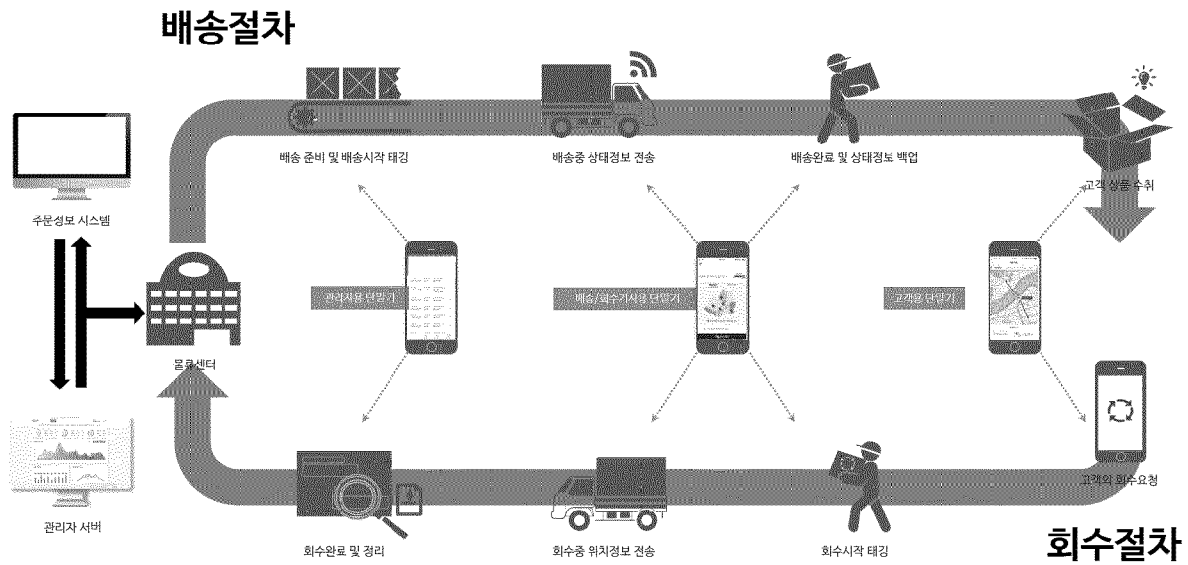 배송절차
배송 준비 및 배송시작 태깅
배송중 상태정보 전송
배송완료 및 상태정보 백업
고객 상품 수취
주문정보 시스템
관리자용 단말기
배송/회수기사용 단말기
고객용 단말기
물류센터
관리자 서버
회수완료 및 정리
회수중 위치정보 전송
회수시작 태깅
고객의 회수요청
회수절차